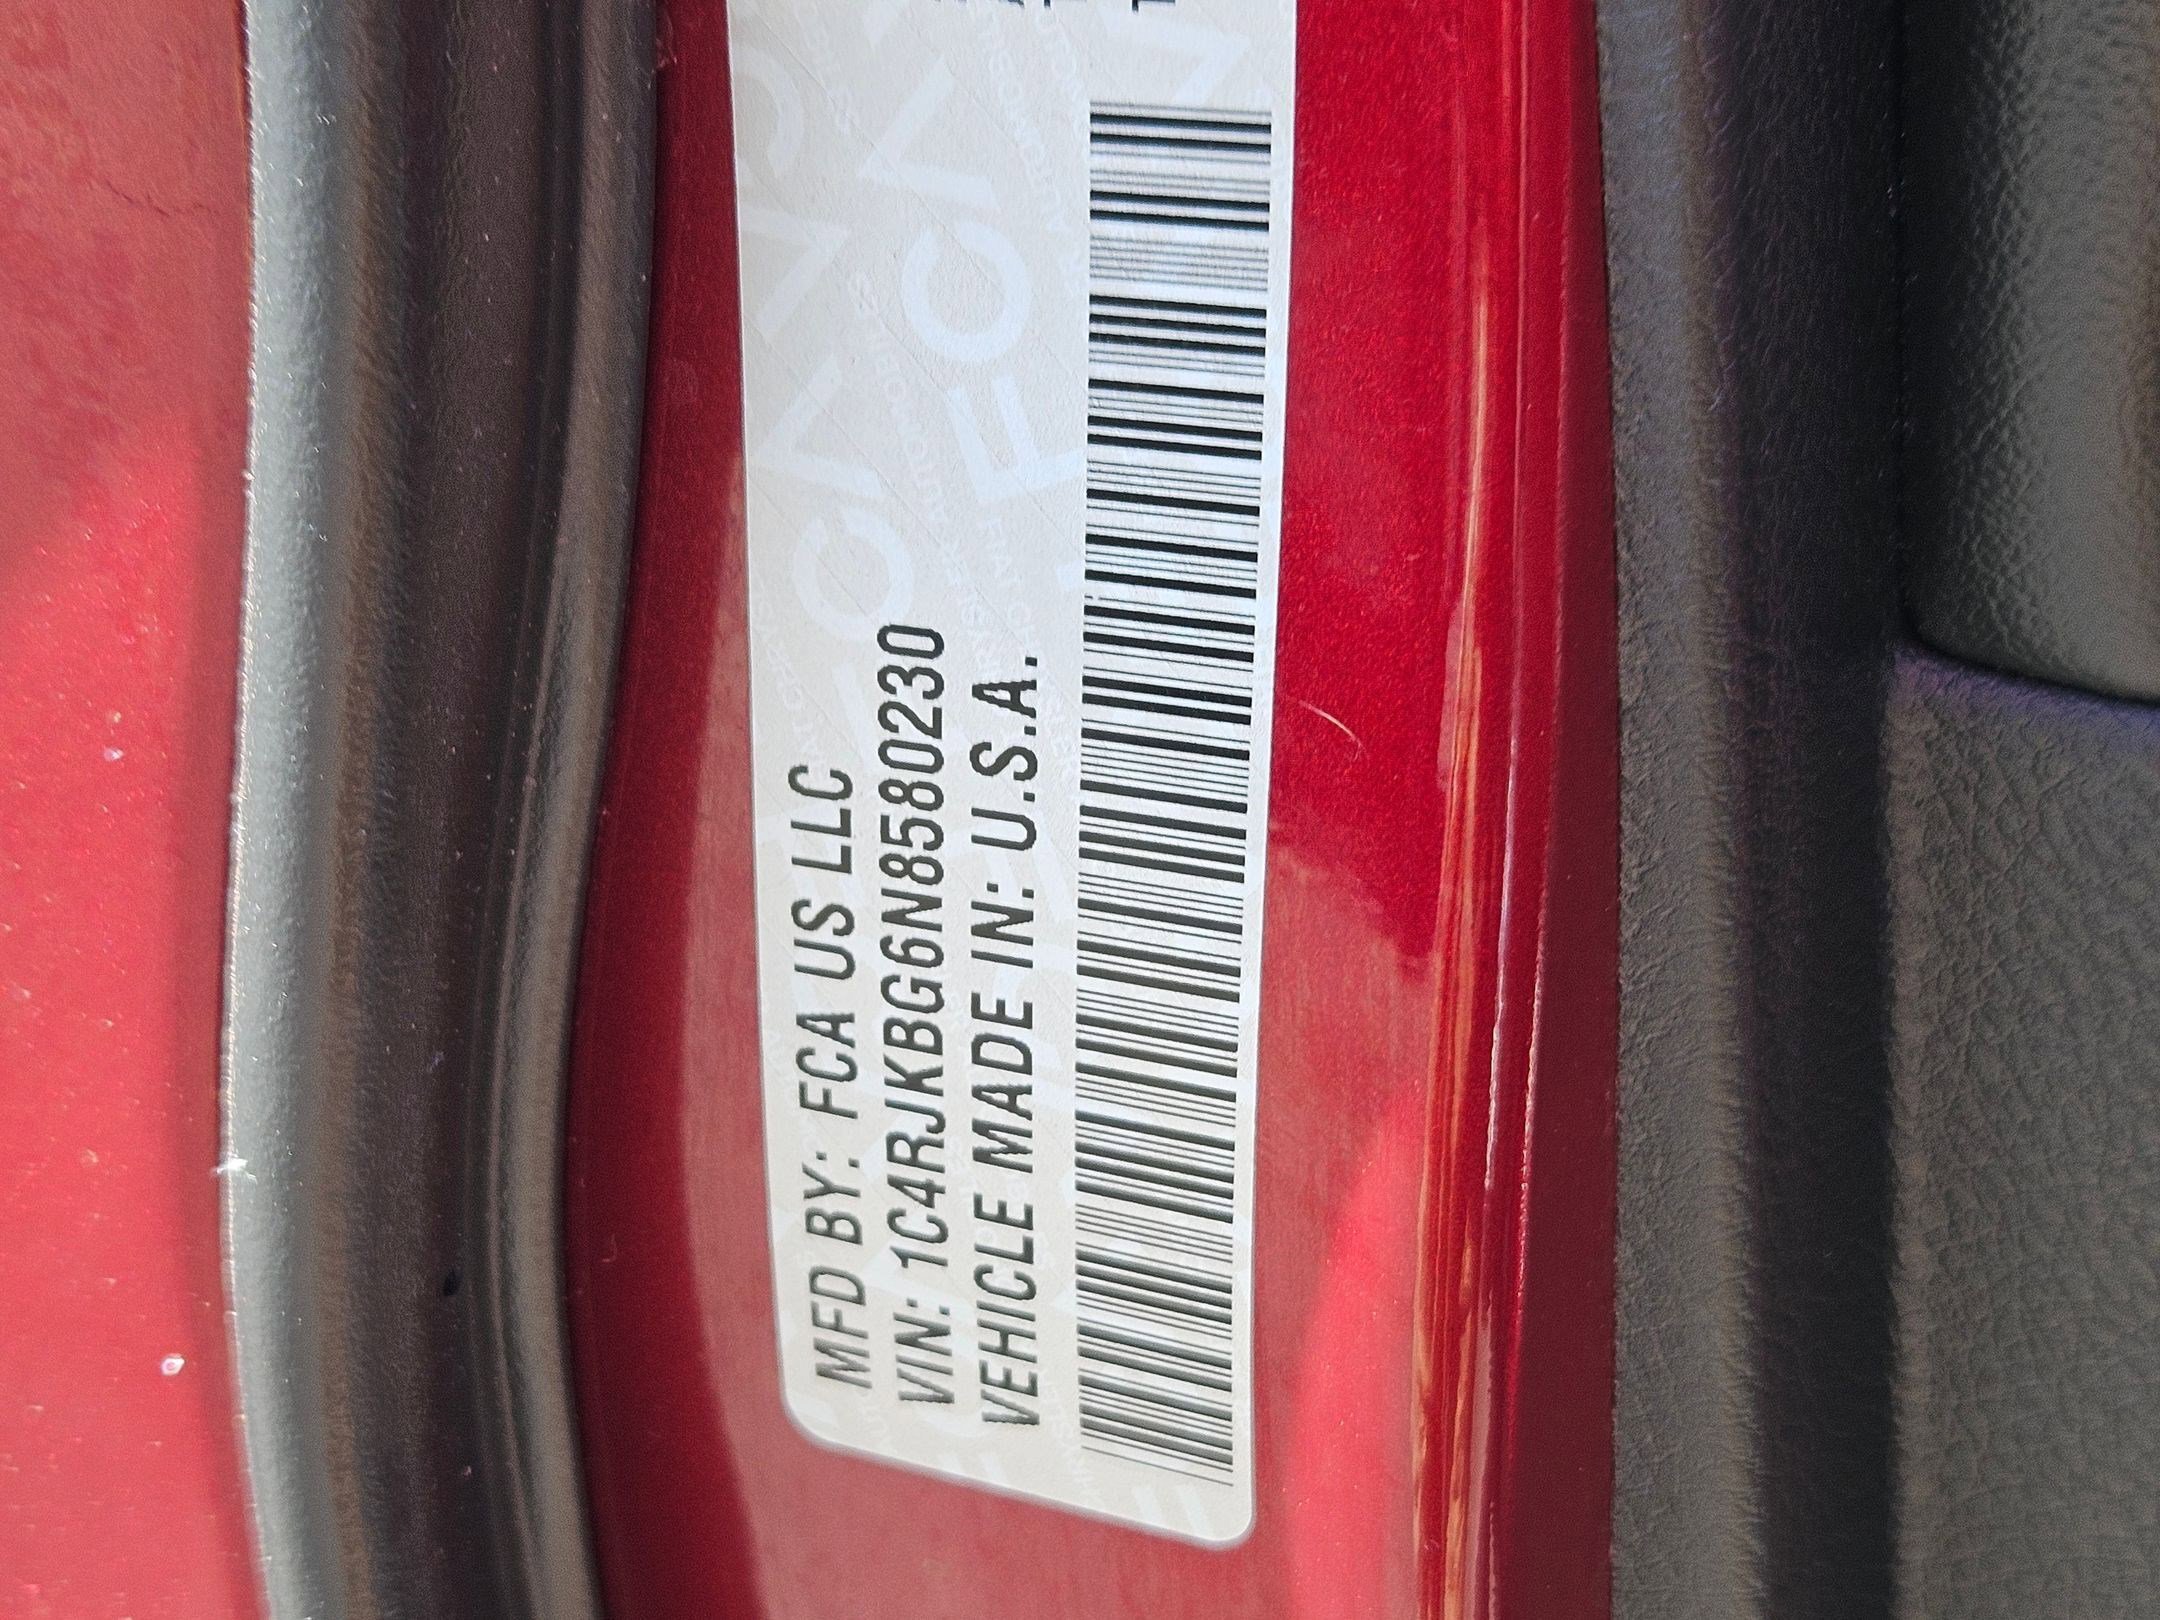 MFD BY: FCA US LLC
VIN: 1C4RJKBG6N8580230
VEHICLE MADE IN: U.S.A.